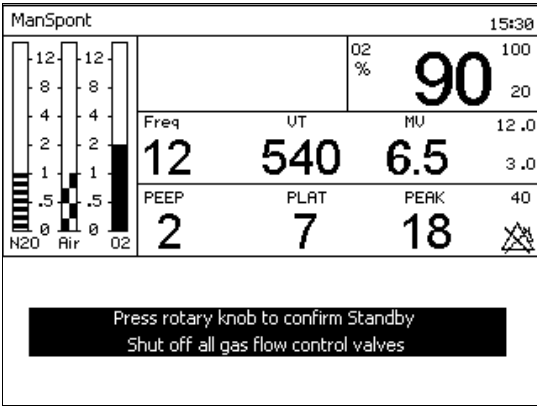 ManSpont 15:30
12 12
8 8
4 4
2 2
1 1
.5 .5
0 0
N2O Air O2
O2 % 90 100 20
Freq VT MV 12.0
12 540 6.5 3.0
PEEP PLAT PEAK 40
2 7 18
Press rotary knob to confirm Standby
Shut off all gas flow control valves